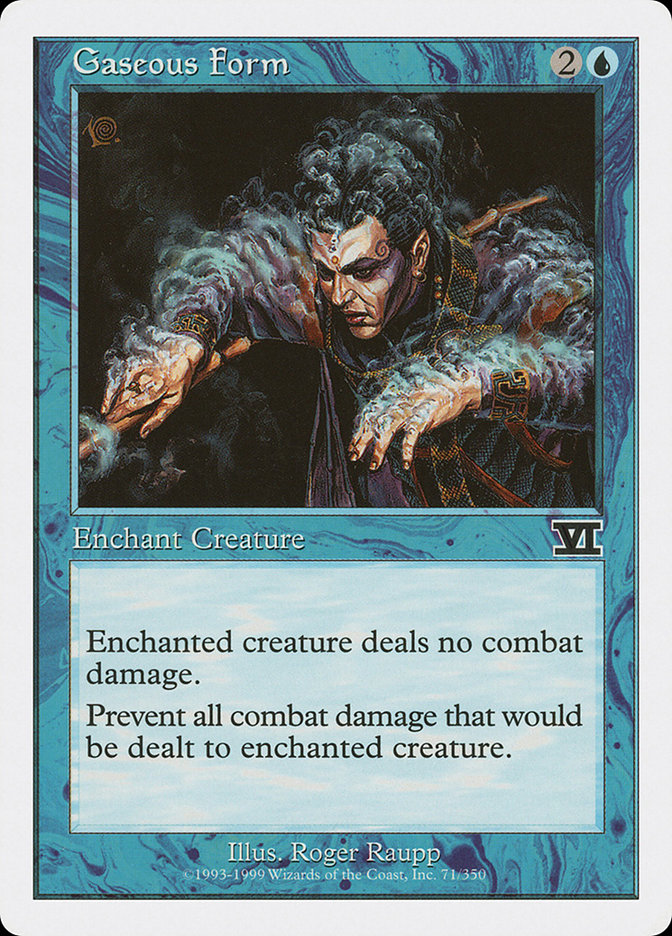 Gaseous Form 2
Enchant Creature VI
Enchanted creature deals no combat
damage.
Prevent all combat damage that would
be dealt to enchanted creature.
Illus. Roger Raupp
©1993-1999 Wizards of the Coast, Inc. 71/350